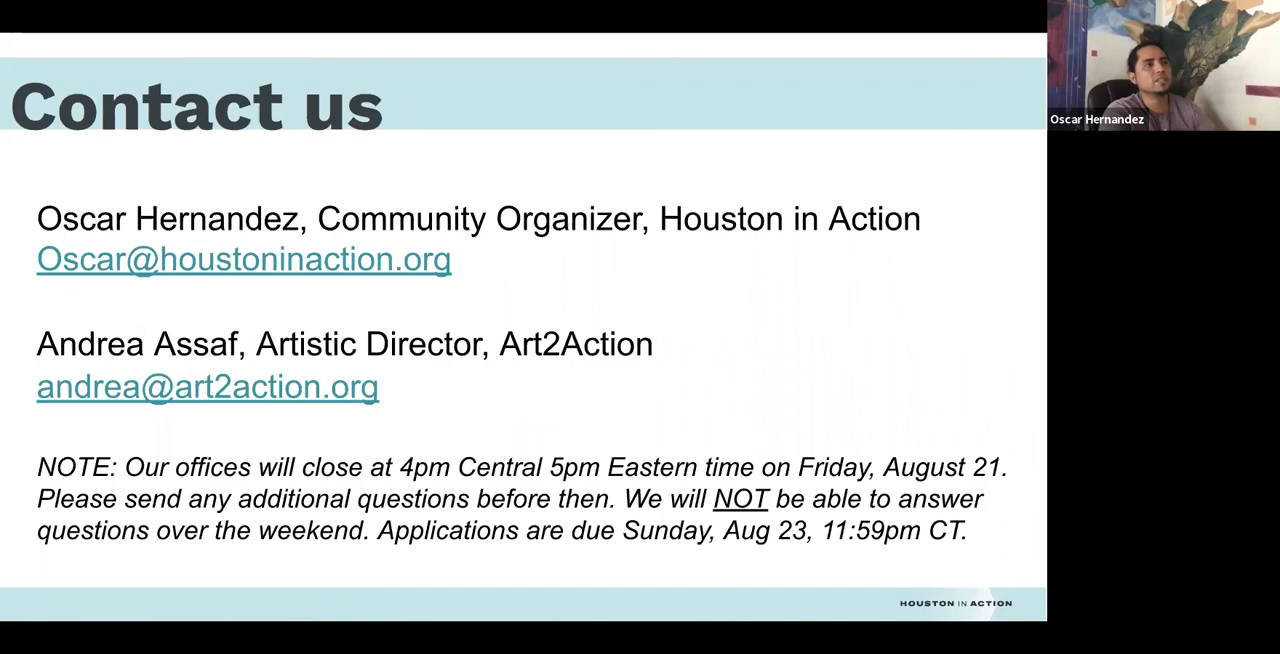 Contact us
Oscar Hernandez
Oscar Hernandez, Community Organizer, Houston in Action
Oscar@houstoninaction.org
Andrea Assaf, Artistic Director, Art2Action
andrea@art2action.org
NOTE: Our offices will close at 4pm Central 5pm Eastern time on Friday, August 21.
Please send any additional questions before then. We will NOT be able to answer
questions over the weekend. Applications are due Sunday, Aug 23, 11:59pm CT.
HOUSTON IN ACTION